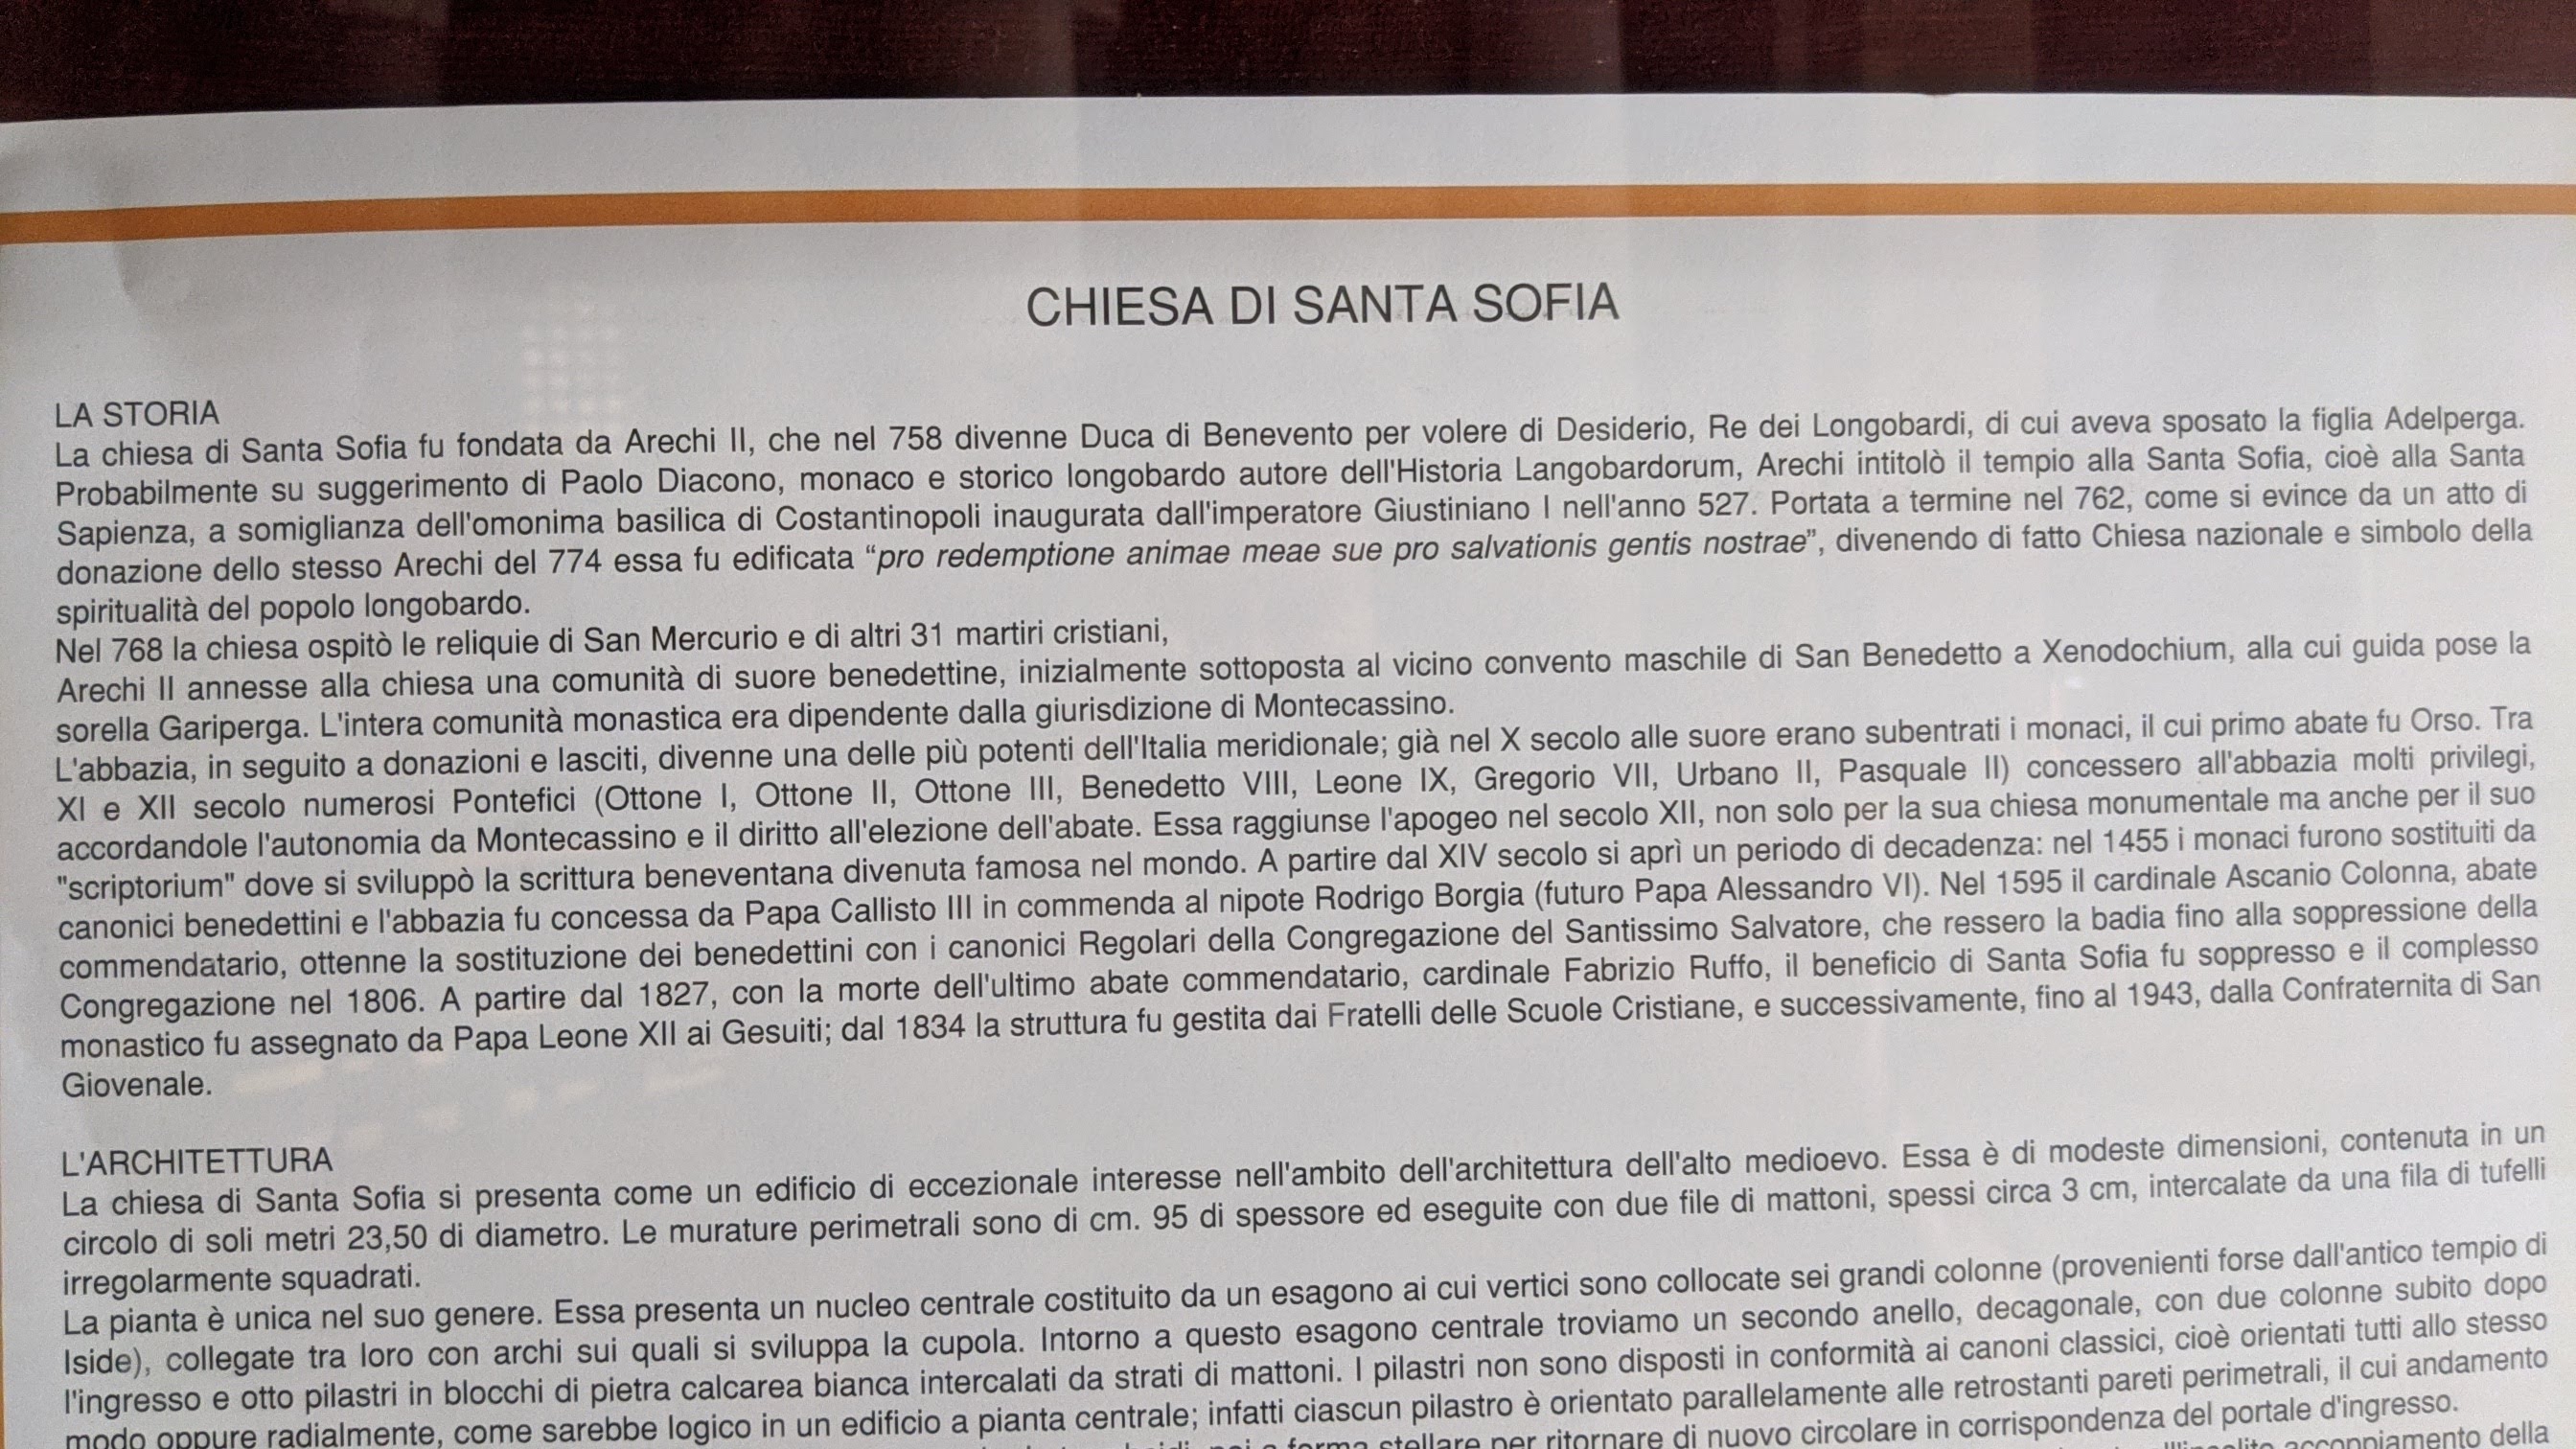 CHIESA DI SANTA SOFIA
LA STORIA
La chiesa di Santa Sofia fu fondata da Arechi II, che nel 758 divenne Duca di Benevento per volere di Desiderio, Re dei Longobardi, di cui aveva sposato la figlia Adelperga.
Probabilmente su suggerimento di Paolo Diacono, monaco e storico longobardo autore dell'Historia Langobardorum, Arechi intitolò il tempio alla Santa Sofia, cioè alla Santa
Sapienza, a somiglianza dell'omonima basilica di Costantinopoli inaugurata dall'imperatore Giustiniano I nell'anno 527. Portata a termine nel 762, come si evince da un atto di
donazione dello stesso Arechi del 774 essa fu edificata “pro redemptione animae meae sue pro salvationis gentis nostrae”, divenendo di fatto Chiesa nazionale e simbolo della
spiritualità del popolo longobardo.
Nel 768 la chiesa ospitò le reliquie di San Mercurio e di altri 31 martiri cristiani,
Arechi II annesse alla chiesa una comunità di suore benedettine, inizialmente sottoposta al vicino convento maschile di San Benedetto a Xenodochium, alla cui guida pose la
sorella Gariperga. L'intera comunità monastica era dipendente dalla giurisdizione di Montecassino.
L'abbazia, in seguito a donazioni e lasciti, divenne una delle più potenti dell'Italia meridionale; già nel X secolo alle suore erano subentrati i monaci, il cui primo abate fu Orso. Tra
XI e XII secolo numerosi Pontefici (Ottone I, Ottone II, Ottone III, Benedetto VIII, Leone IX, Gregorio VII, Urbano II, Pasquale II) concessero all'abbazia molti privilegi,
accordandole l'autonomia da Montecassino e il diritto all'elezione dell'abate. Essa raggiunse l'apogeo nel secolo XII, non solo per la sua chiesa monumentale ma anche per il suo
"scriptorium" dove si sviluppò la scrittura beneventana divenuta famosa nel mondo. A partire dal XIV secolo si aprì un periodo di decadenza: nel 1455 i monaci furono sostituiti da
canonici benedettini e l'abbazia fu concessa da Papa Callisto III in commenda al nipote Rodrigo Borgia (futuro Papa Alessandro VI). Nel 1595 il cardinale Ascanio Colonna, abate
commendatario, ottenne la sostituzione dei benedettini con i canonici Regolari della Congregazione del Santissimo Salvatore, che ressero la badia fino alla soppressione della
Congregazione nel 1806. A partire dal 1827, con la morte dell'ultimo abate commendatario, cardinale Fabrizio Ruffo, il beneficio di Santa Sofia fu soppresso e il complesso
monastico fu assegnato da Papa Leone XII ai Gesuiti; dal 1834 la struttura fu gestita dai Fratelli delle Scuole Cristiane, e successivamente, fino al 1943, dalla Confraternita di San
Giovenale.
L'ARCHITETTURA
La chiesa di Santa Sofia si presenta come un edificio di eccezionale interesse nell'ambito dell'architettura dell'alto medioevo. Essa è di modeste dimensioni, contenuta in un
circolo di soli metri 23,50 di diametro. Le murature perimetrali sono di cm. 95 di spessore ed eseguite con due file di mattoni, spessi circa 3 cm, intercalate da una fila di tufelli
irregolarmente squadrati.
La pianta è unica nel suo genere. Essa presenta un nucleo centrale costituito da un esagono ai cui vertici sono collocate sei grandi colonne (provenienti forse dall'antico tempio di
Iside), collegate tra loro con archi sui quali si sviluppa la cupola. Intorno a questo esagono centrale troviamo un secondo anello, decagonale, con due colonne subito dopo
l'ingresso e otto pilastri in blocchi di pietra calcarea bianca intercalati da strati di mattoni. I pilastri non sono disposti in conformità ai canoni classici, cioè orientati tutti allo stesso
modo oppure radialmente, come sarebbe logico in un edificio a pianta centrale; infatti ciascun pilastro è orientato parallelamente alle retrostanti pareti perimetrali, il cui andamento
forma stellare per ritornare di nuovo circolare in corrispondenza del portale d'ingresso.
accoppiamento della